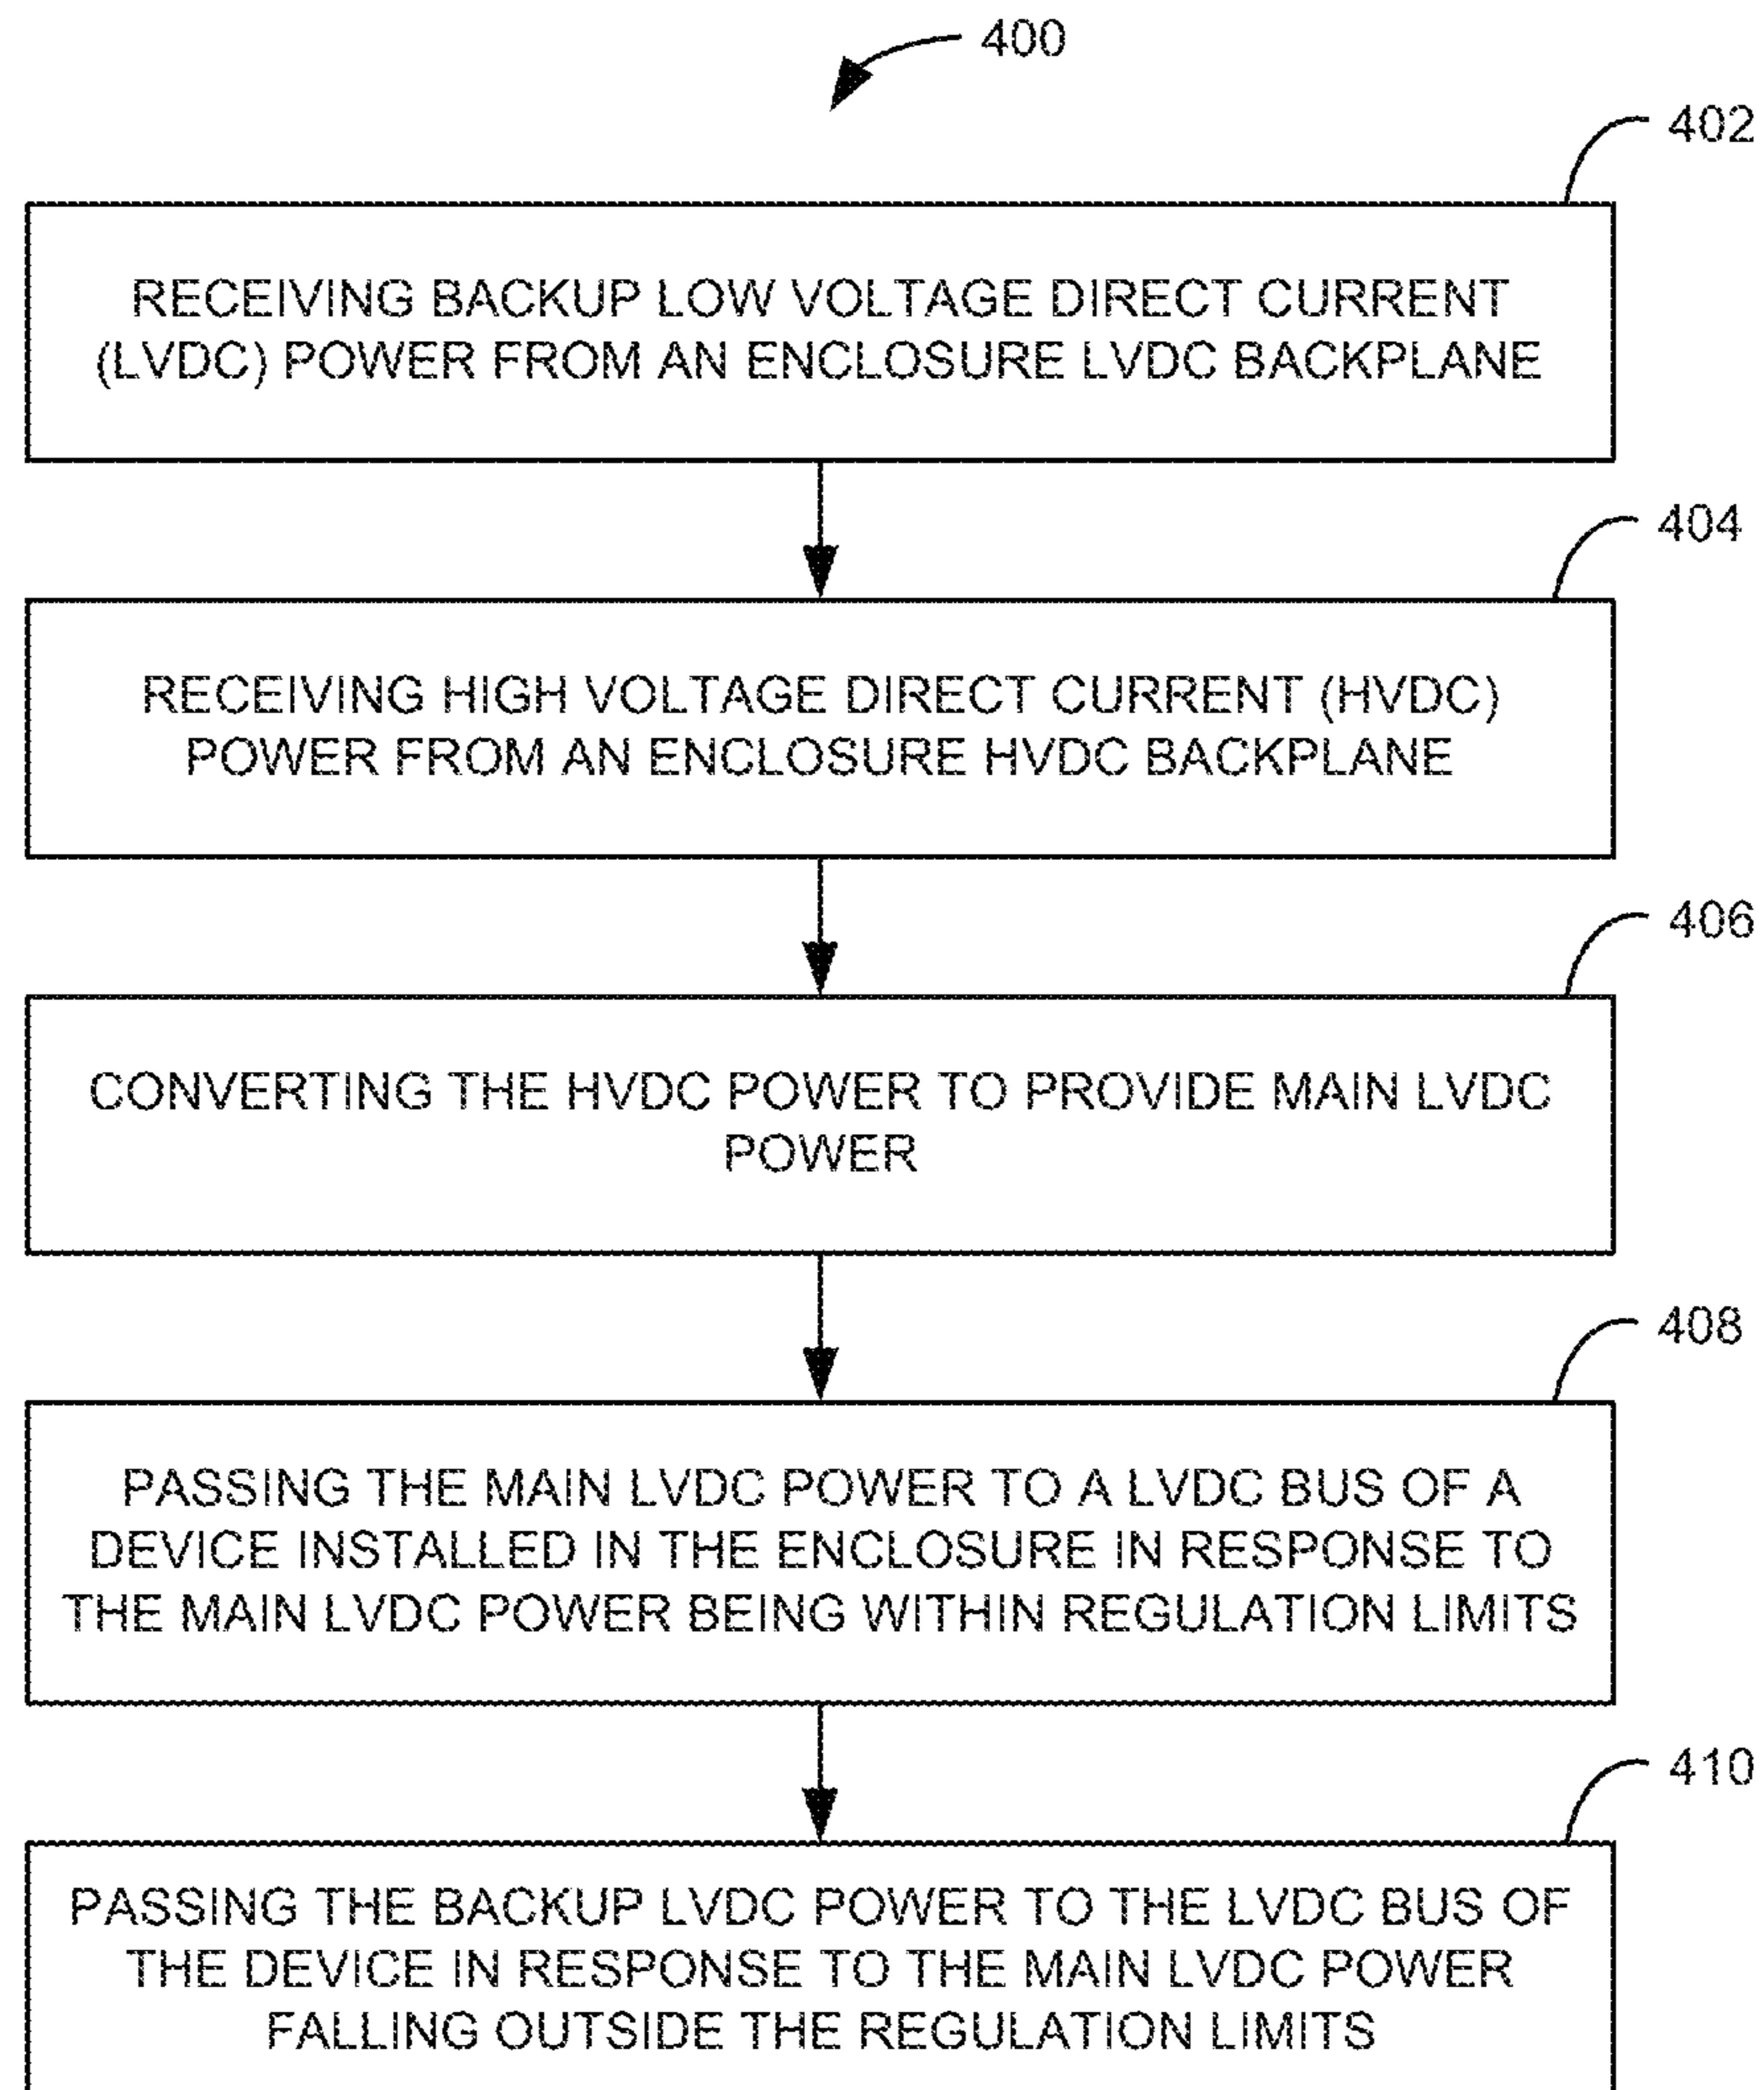 400
402
RECEIVING BACKUP LOW VOLTAGE DIRECT CURRENT
(LVDC) POWER FROM AN ENCLOSURE LVDC BACKPLANE
404
RECEIVING HIGH VOLTAGE DIRECT CURRENT (HVDC)
POWER FROM AN ENCLOSURE HVDC BACKPLANE
406
CONVERTING THE HVDC POWER TO PROVIDE MAIN LVDC
POWER
408
PASSING THE MAIN LVDC POWER TO A LVDC BUS OF A
DEVICE INSTALLED IN THE ENCLOSURE IN RESPONSE TO
THE MAIN LVDC POWER BEING WITHIN REGULATION LIMITS
410
PASSING THE BACKUP LVDC POWER TO THE LVDC BUS OF
THE DEVICE IN RESPONSE TO THE MAIN LVDC POWER
FALLING OUTSIDE THE REGULATION LIMITS